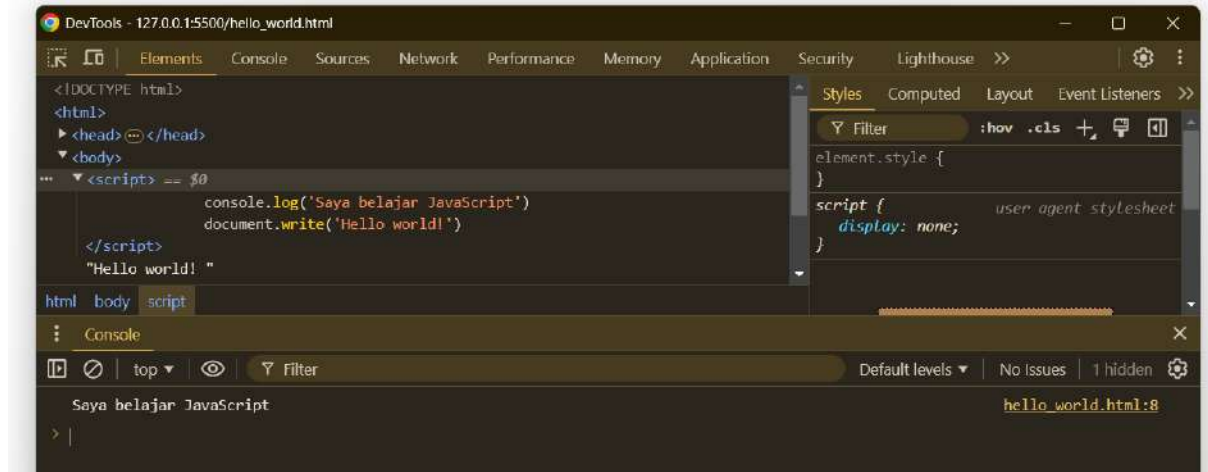 DevTools - 127.0.0.1:5500/hello_world.html
Elements Console Sources Network Performance Memory Application Security Lighthouse >>
<!DOCTYPE html>
<html>
<head> ⋯ </head>
<body>
<script> == $0
console.log('Saya belajar JavaScript')
document.write('Hello world!')
</script>
"Hello world! "
html body script
Styles Computed Layout Event Listeners >>
Filter :hov .cls
element.style {
}
script { user agent stylesheet
display: none;
}
Console
top Filter Default levels No Issues 1 hidden
Saya belajar JavaScript hello_world.html:8
>